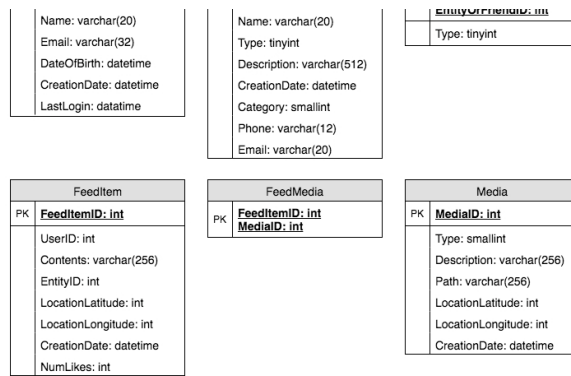 Name: varchar(20)
Email: varchar(32)
DateOfBirth: datetime
CreationDate: datetime
LastLogin: datatime
Name: varchar(20)
Type: tinyint
Description: varchar(512)
CreationDate: datetime
Category: smallint
Phone: varchar(12)
Email: varchar(20)
EntityOrFriendID: int
Type: tinyint
FeedItem
PK FeedItemID: int
UserID: int
Contents: varchar(256)
EntityID: int
LocationLatitude: int
LocationLongitude: int
CreationDate: datetime
NumLikes: int
FeedMedia
PK FeedItemID: int
MediaID: int
Media
PK MediaID: int
Type: smallint
Description: varchar(256)
Path: varchar(256)
LocationLatitude: int
LocationLongitude: int
CreationDate: datetime